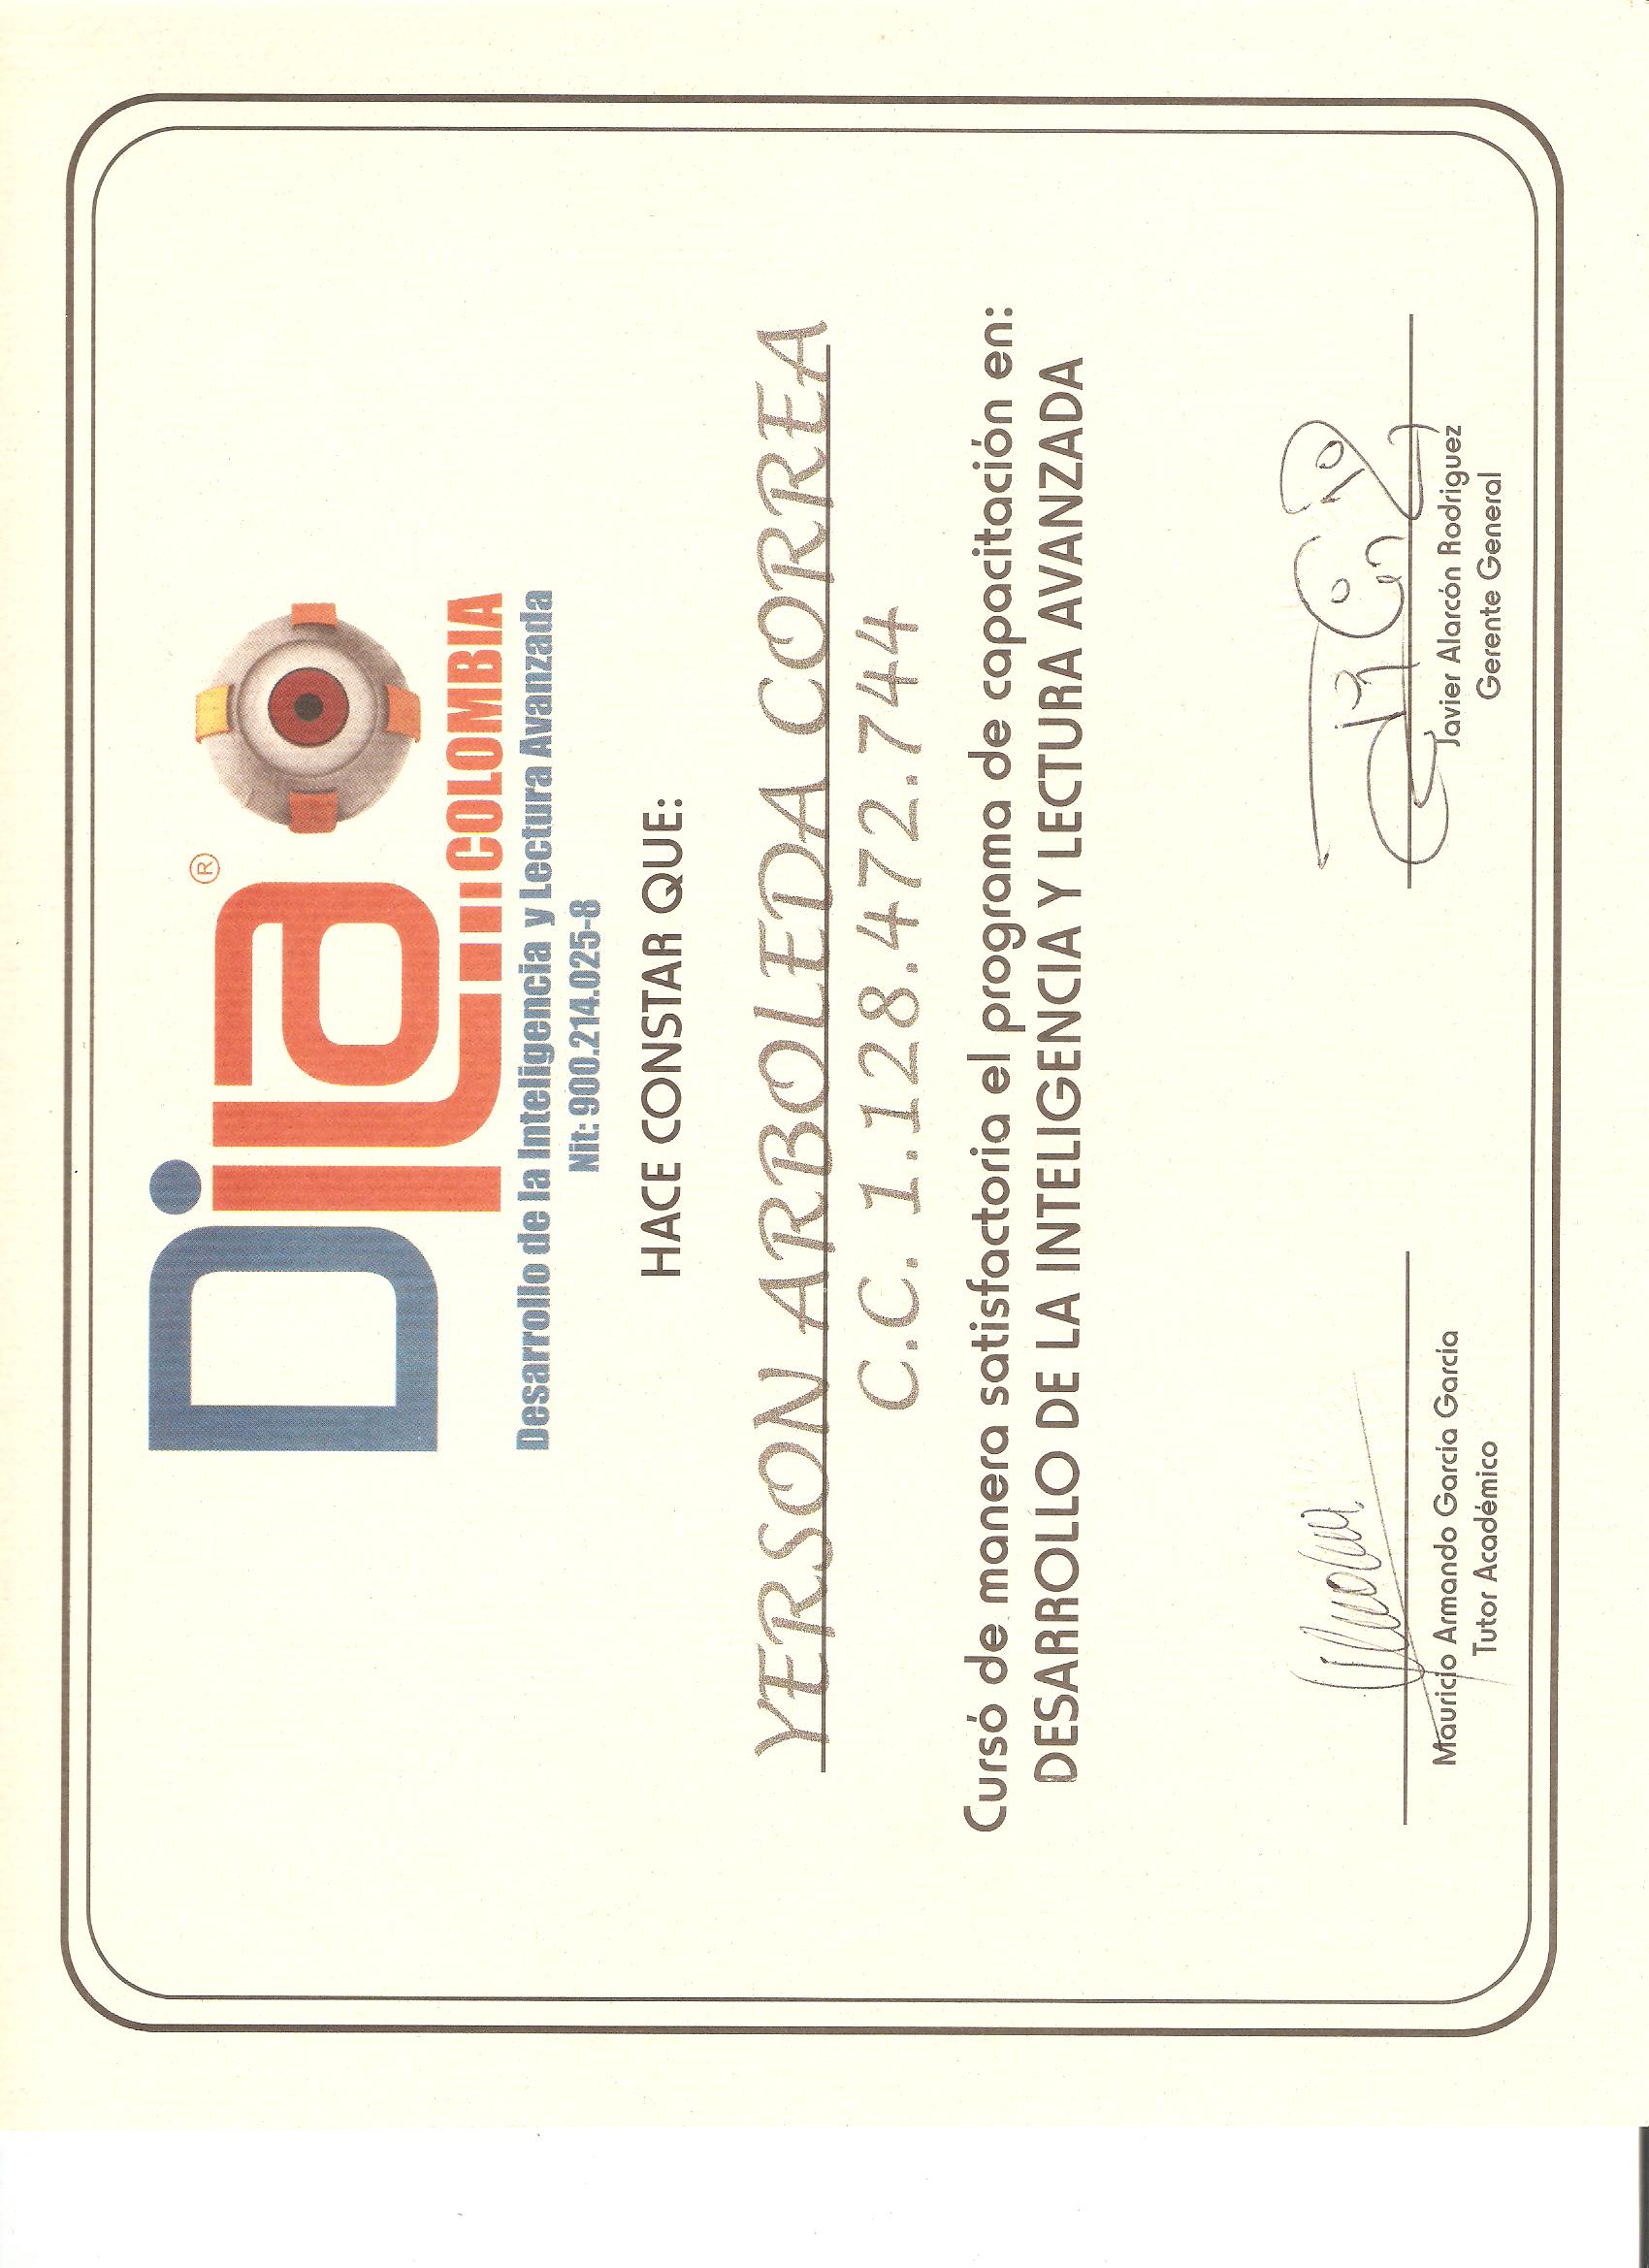 DiLa®
COLOMBIA
Desarrollo de la Inteligencia y Lectura Avanzada
Nit: 900.214.025-8
HACE CONSTAR QUE:
YERSON ARBOLEDA CORREA
C.C. 1.128.472.744
Cursó de manera satisfactoria el programa de capacitación en:
DESARROLLO DE LA INTELIGENCIA Y LECTURA AVANZADA
Mauricio Armando García García
Tutor Académico
Javier Alarcón Rodriguez
Gerente General